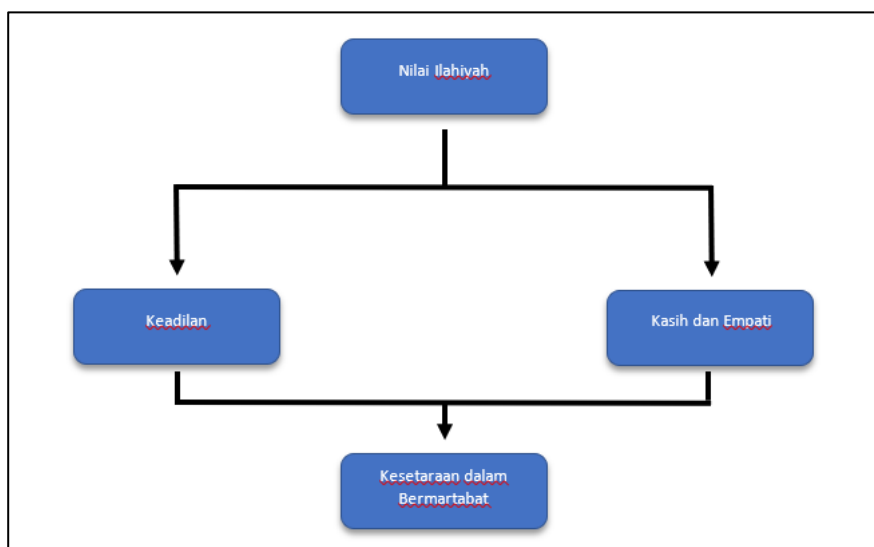 Nilai Ilahiyah
Keadilan
Kasih dan Empati
Kesetaraan dalam
Bermartabat